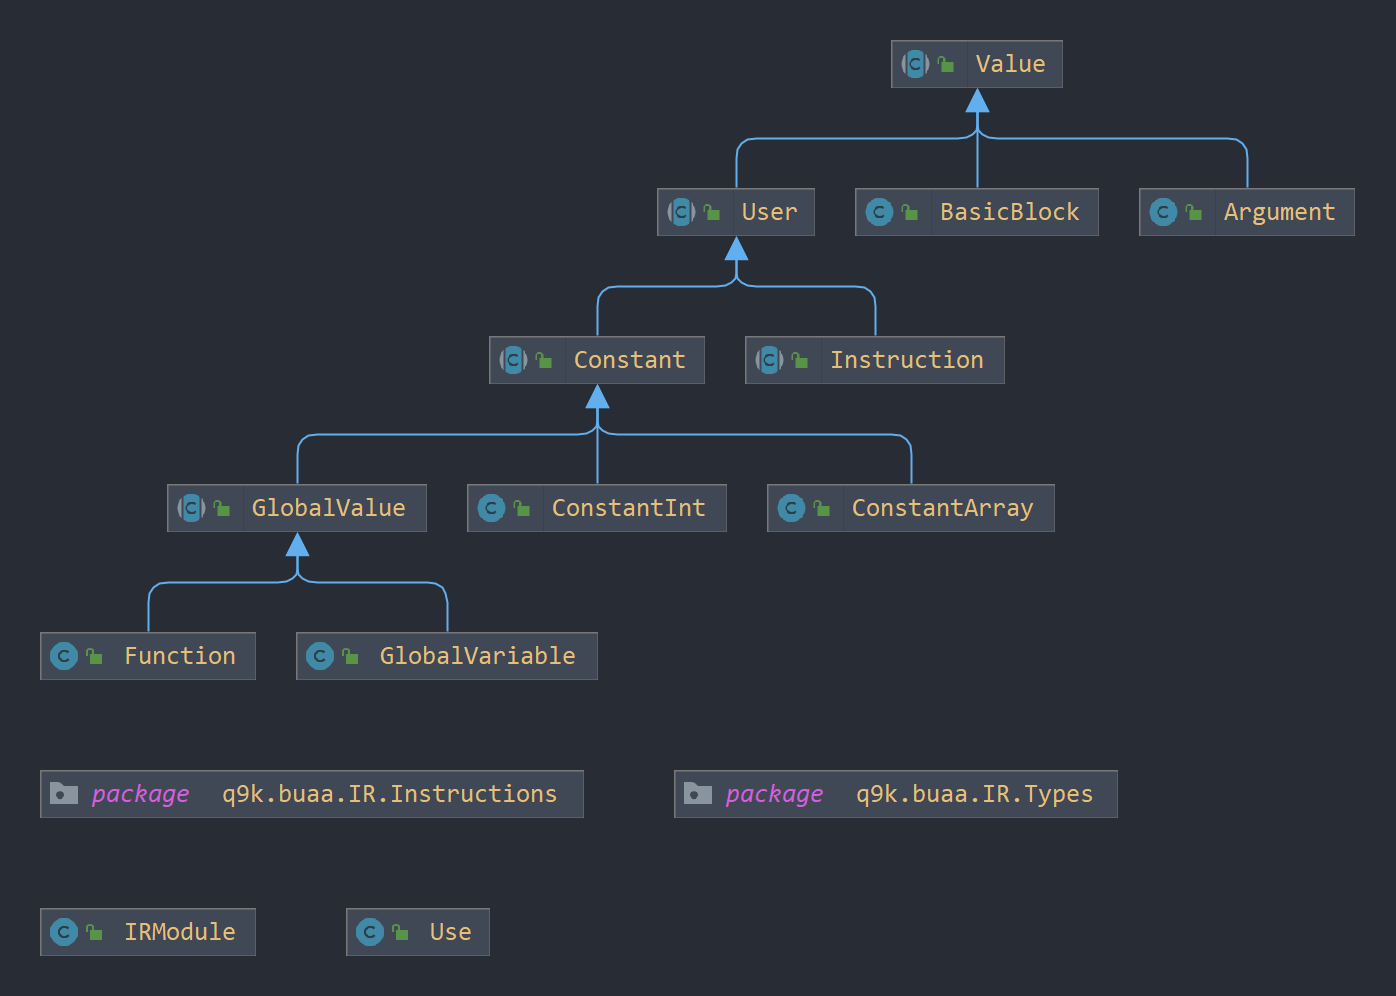 Value
User
BasicBlock
Argument
Constant
Instruction
GlobalValue
ConstantInt
ConstantArray
Function
GlobalVariable
package q9k.buaa.IR.Instructions
package q9k.buaa.IR.Types
IRModule
Use